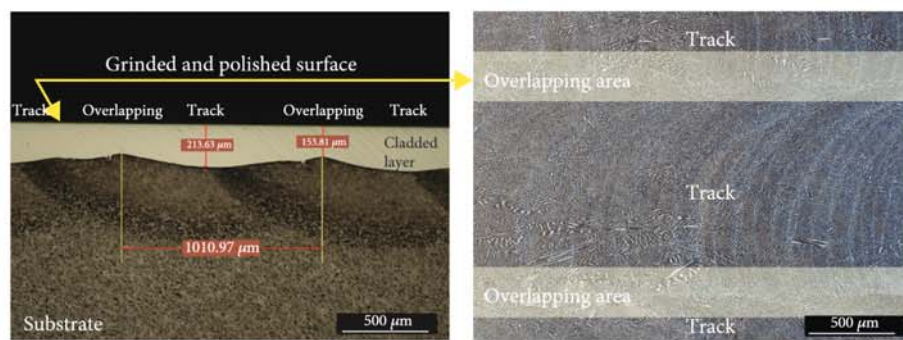 Grinded and polished surface
Track Overlapping Track Overlapping Track
213.63 μm
153.81 μm
Cladded
layer
1010.97 μm
Substrate
500 μm
Track
Overlapping area
Track
Overlapping area
Track
500 μm